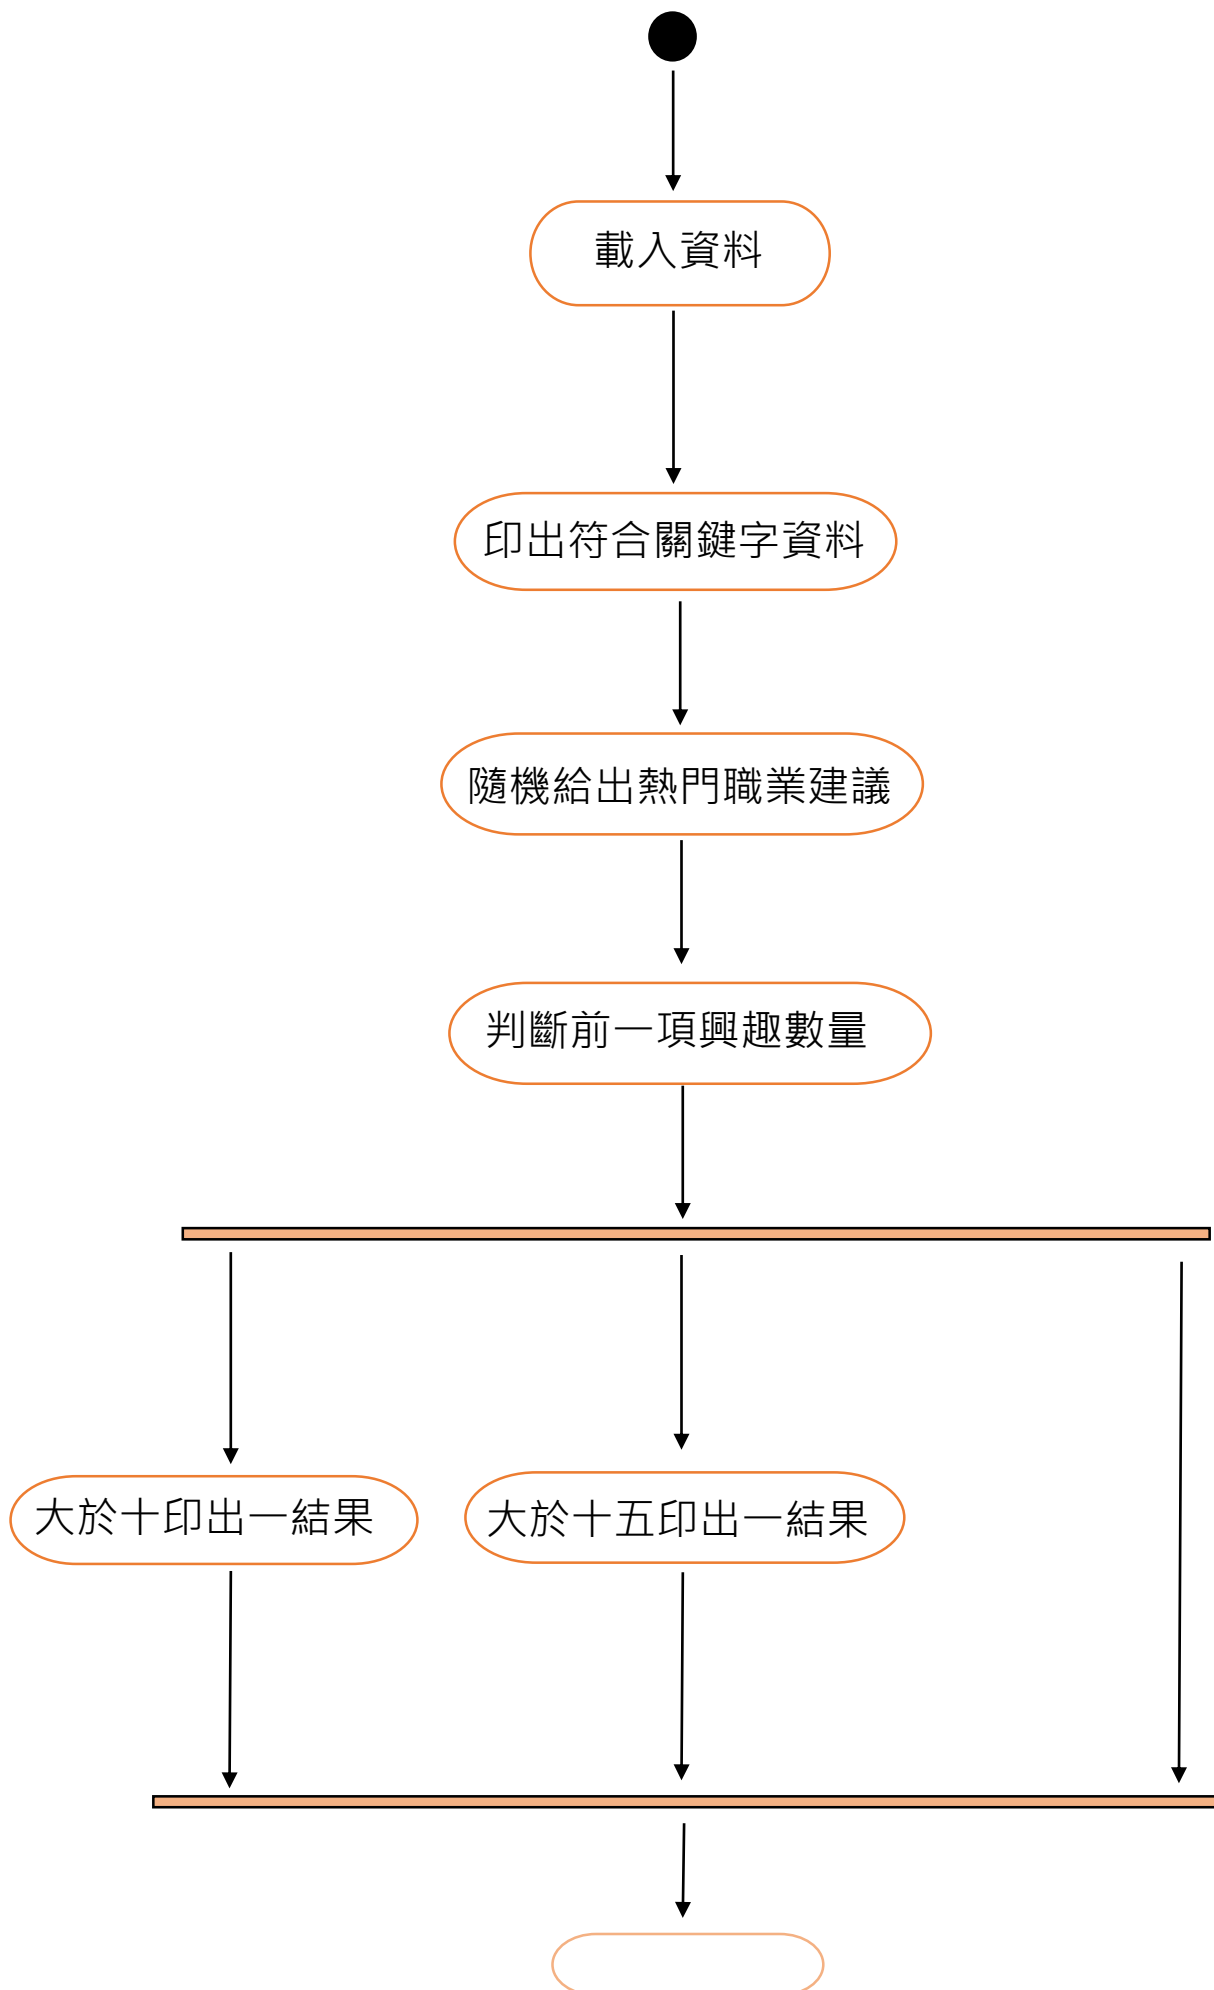 載入資料
印出符合關鍵字資料
隨機給出熱門職業建議
判斷前一項興趣數量
大於十印出一結果
大於十五印出一結果